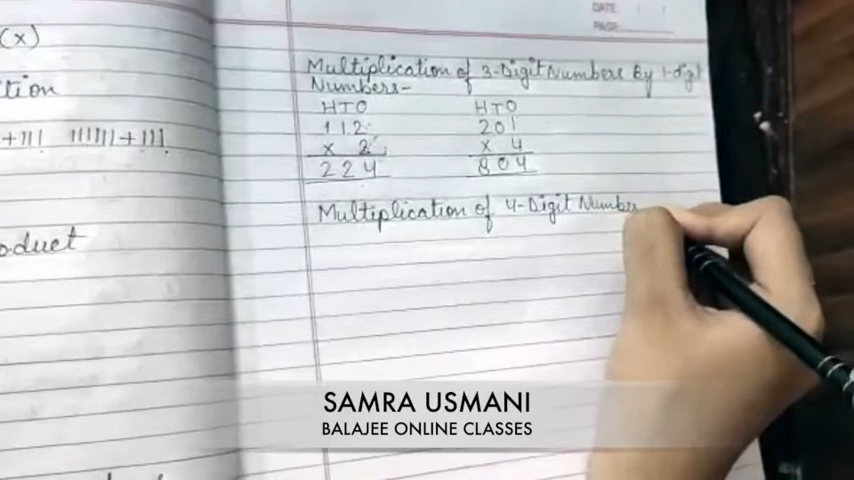 (x)
tion
+111 111111+111.
oduct
DATE
PAGE
Multiplication of 3-Digit Numbers By 1-digit
Numbers-
HTO HTO
112 201
x 2 x 4
224 804
Multiplication of 4-Digit Number
SAMRA USMANI
BALAJEE ONLINE CLASSES